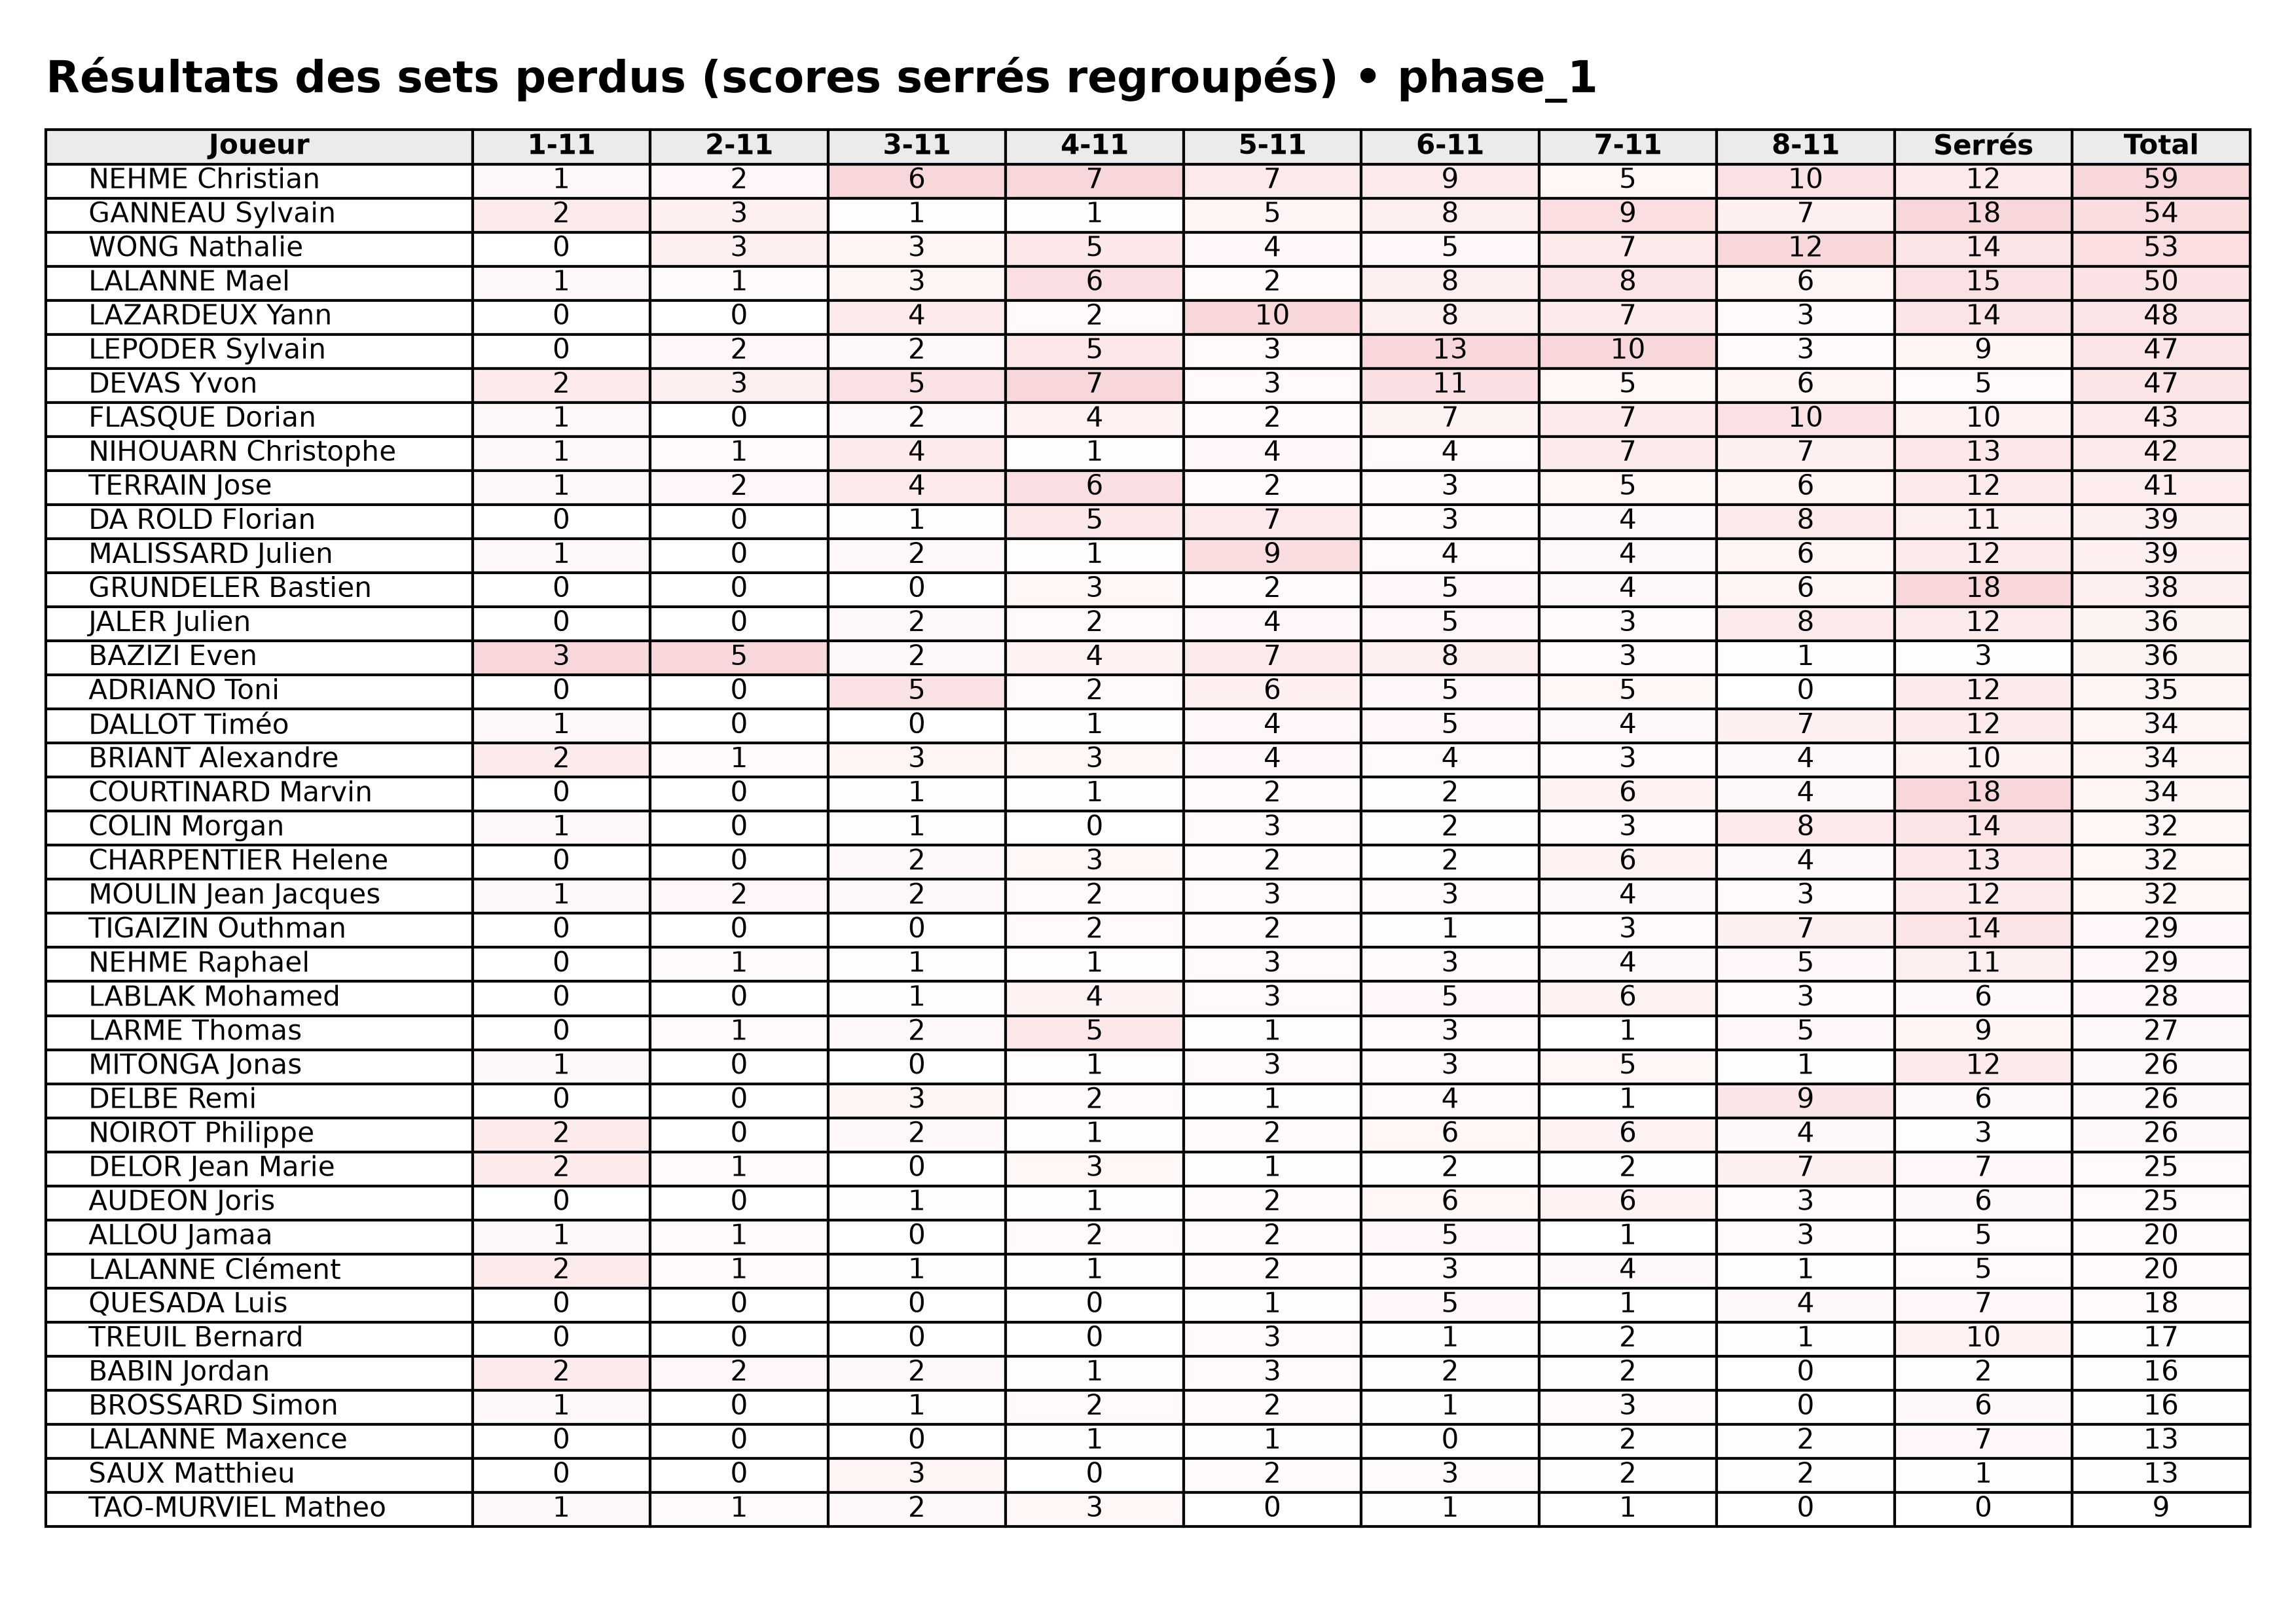 Résultats des sets perdus (scores serrés regroupés) • phase_1
Joueur 1-11 2-11 3-11 4-11 5-11 6-11 7-11 8-11 Serrés Total
NEHME Christian 1 2 6 7 7 9 5 10 12 59
GANNEAU Sylvain 2 3 1 1 5 8 9 7 18 54
WONG Nathalie 0 3 3 5 4 5 7 12 14 53
LALANNE Mael 1 1 3 6 2 8 8 6 15 50
LAZARDEUX Yann 0 0 4 2 10 8 7 3 14 48
LEPODER Sylvain 0 2 2 5 3 13 10 3 9 47
DEVAS Yvon 2 3 5 7 3 11 5 6 5 47
FLASQUE Dorian 1 0 2 4 2 7 7 10 10 43
NIHOUARN Christophe 1 1 4 1 4 4 7 7 13 42
TERRAIN Jose 1 2 4 6 2 3 5 6 12 41
DA ROLD Florian 0 0 1 5 7 3 4 8 11 39
MALISSARD Julien 1 0 2 1 9 4 4 6 12 39
GRUNDELER Bastien 0 0 0 3 2 5 4 6 18 38
JALER Julien 0 0 2 2 4 5 3 8 12 36
BAZIZI Even 3 5 2 4 7 8 3 1 3 36
ADRIANO Toni 0 0 5 2 6 5 5 0 12 35
DALLOT Timéo 1 0 0 1 4 5 4 7 12 34
BRIANT Alexandre 2 1 3 3 4 4 3 4 10 34
COURTINARD Marvin 0 0 1 1 2 2 6 4 18 34
COLIN Morgan 1 0 1 0 3 2 3 8 14 32
CHARPENTIER Helene 0 0 2 3 2 2 6 4 13 32
MOULIN Jean Jacques 1 2 2 2 3 3 4 3 12 32
TIGAIZIN Outhman 0 0 0 2 2 1 3 7 14 29
NEHME Raphael 0 1 1 1 3 3 4 5 11 29
LABLAK Mohamed 0 0 1 4 3 5 6 3 6 28
LARME Thomas 0 1 2 5 1 3 1 5 9 27
MITONGA Jonas 1 0 0 1 3 3 5 1 12 26
DELBE Remi 0 0 3 2 1 4 1 9 6 26
NOIROT Philippe 2 0 2 1 2 6 6 4 3 26
DELOR Jean Marie 2 1 0 3 1 2 2 7 7 25
AUDEON Joris 0 0 1 1 2 6 6 3 6 25
ALLOU Jamaa 1 1 0 2 2 5 1 3 5 20
LALANNE Clément 2 1 1 1 2 3 4 1 5 20
QUESADA Luis 0 0 0 0 1 5 1 4 7 18
TREUIL Bernard 0 0 0 0 3 1 2 1 10 17
BABIN Jordan 2 2 2 1 3 2 2 0 2 16
BROSSARD Simon 1 0 1 2 2 1 3 0 6 16
LALANNE Maxence 0 0 0 1 1 0 2 2 7 13
SAUX Matthieu 0 0 3 0 2 3 2 2 1 13
TAO-MURVIEL Matheo 1 1 2 3 0 1 1 0 0 9